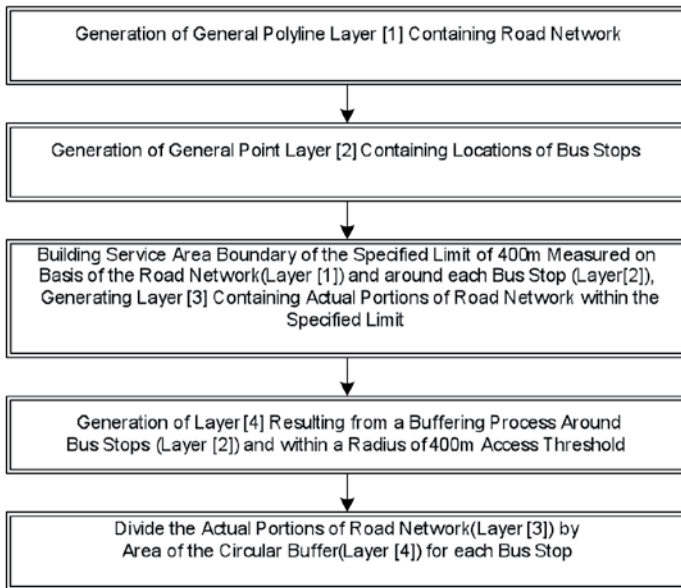 Generation of General Polyline Layer [1] Containing Road Network
Generation of General Point Layer [2] Containing Locations of Bus Stops
Building Service Area Boundary of the Specified Limit of 400m Measured on
Basis of the Road Network(Layer [1]) and around each Bus Stop (Layer[2]),
Generating Layer [3] Containing Actual Portions of Road Network within the
Specified Limit
Generation of Layer [4] Resulting from a Buffering Process Around
Bus Stops (Layer [2]) and within a Radius of 400m Access Threshold
Divide the Actual Portions of Road Network(Layer [3]) by
Area of the Circular Buffer(Layer [4]) for each Bus Stop